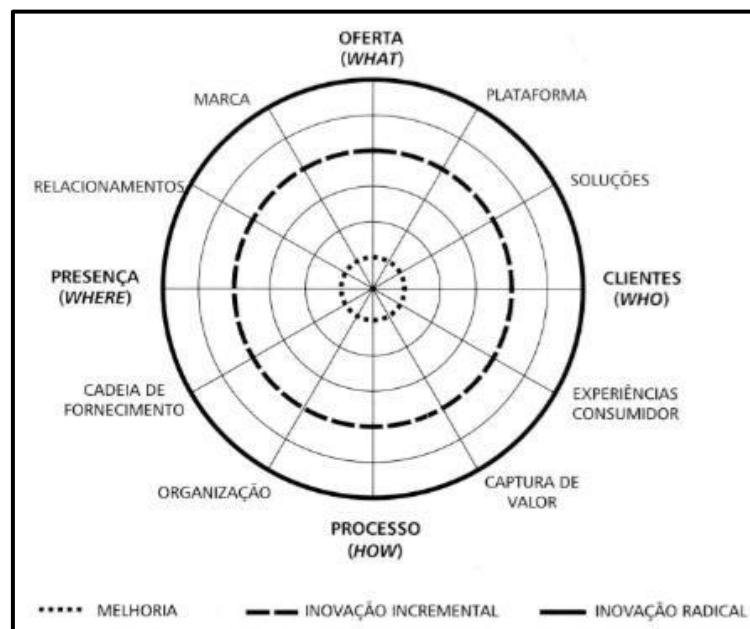 OFERTA
(WHAT)
MARCA
PLATAFORMA
RELACIONAMENTOS
SOLUÇÕES
PRESENÇA
(WHERE)
CLIENTES
(WHO)
CADEIA DE
FORNECIMENTO
EXPERIÊNCIAS
CONSUMIDOR
ORGANIZAÇÃO
CAPTURA DE
VALOR
PROCESSO
(HOW)
MELHORIA
INOVAÇÃO INCREMENTAL
INOVAÇÃO RADICAL